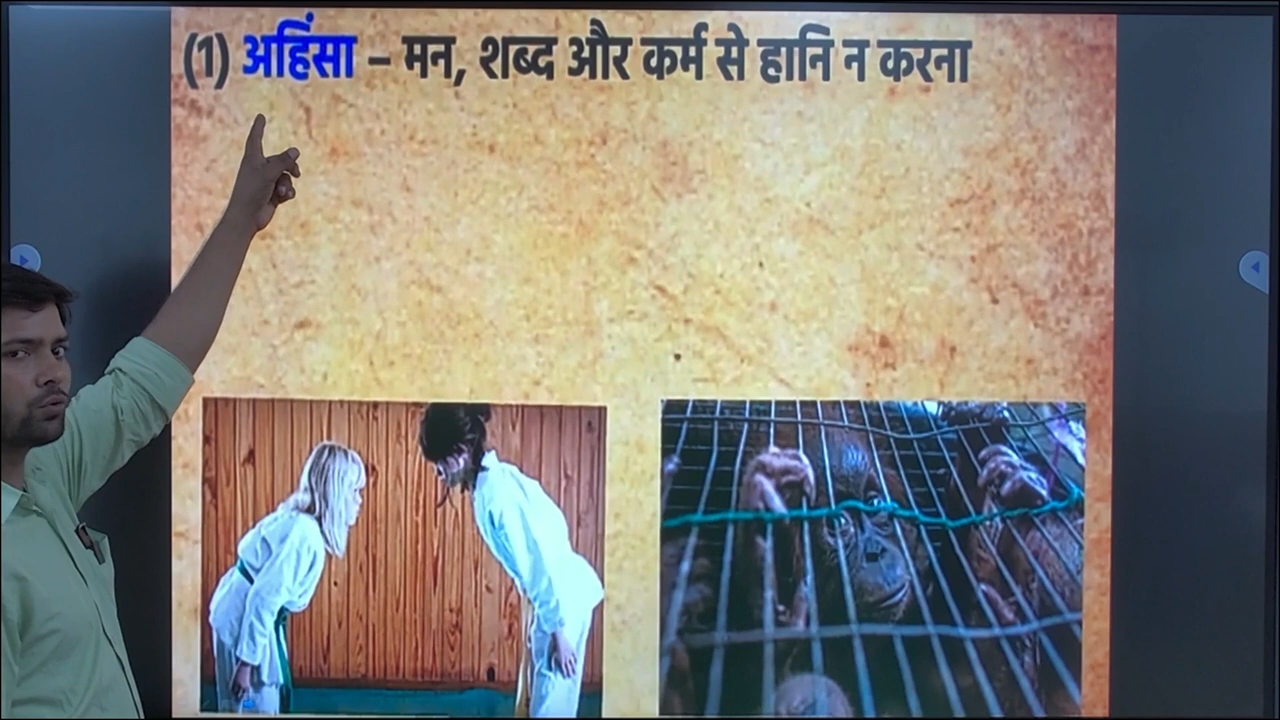 (1) अहिंसा – मन, शब्द और कर्म से हानि न करना